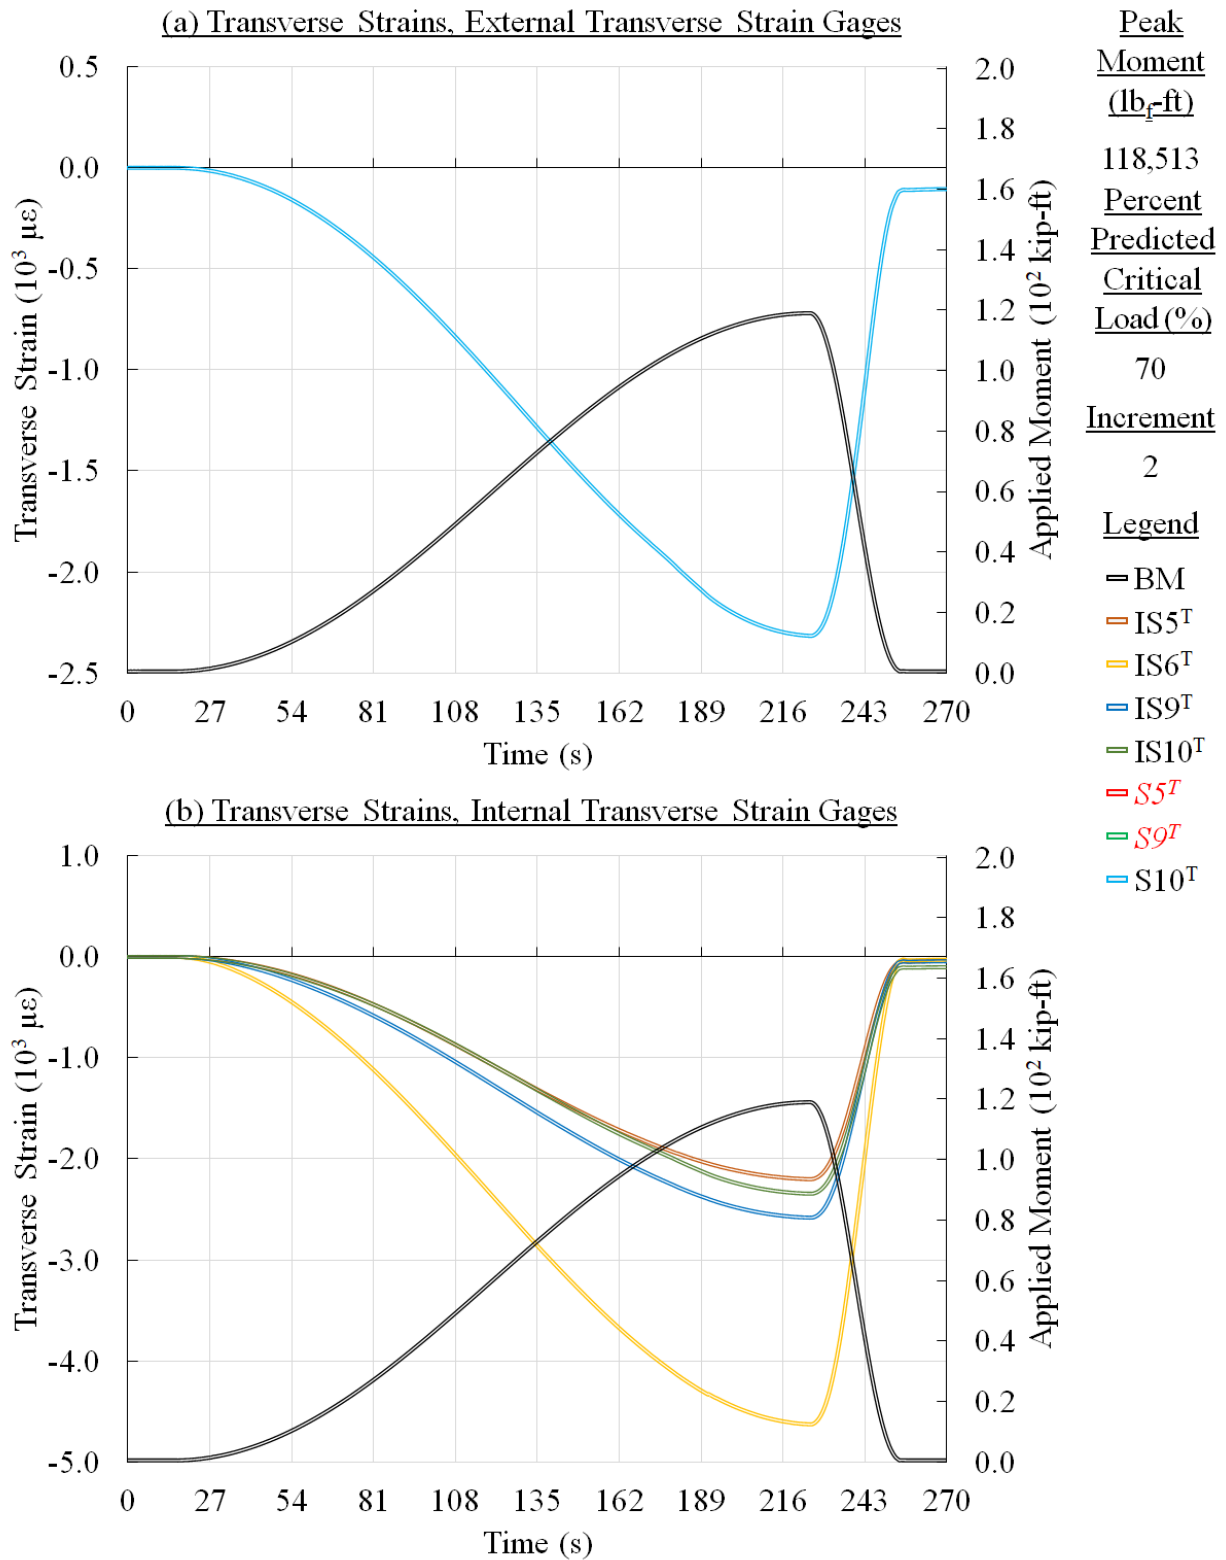 (a) Transverse Strains, External Transverse Strain Gages
0.5
0.0
-0.5
-1.0
-1.5
-2.0
-2.5
Transverse Strain (10³ με)
2.0
1.8
1.6
1.4
1.2
1.0
0.8
0.6
0.4
0.2
0.0
Applied Moment (10² kip-ft)
0 27 54 81 108 135 162 189 216 243 270
Time (s)
(b) Transverse Strains, Internal Transverse Strain Gages
1.0
0.0
-1.0
-2.0
-3.0
-4.0
-5.0
Transverse Strain (10³ με)
2.0
1.8
1.6
1.4
1.2
1.0
0.8
0.6
0.4
0.2
0.0
Applied Moment (10² kip-ft)
0 27 54 81 108 135 162 189 216 243 270
Time (s)
Peak
Moment
(lb_f-ft)
118,513
Percent
Predicted
Critical
Load (%)
70
Increment
2
Legend
BM
IS5ᵀ
IS6ᵀ
IS9ᵀ
IS10ᵀ
S5ᵀ
S9ᵀ
S10ᵀ